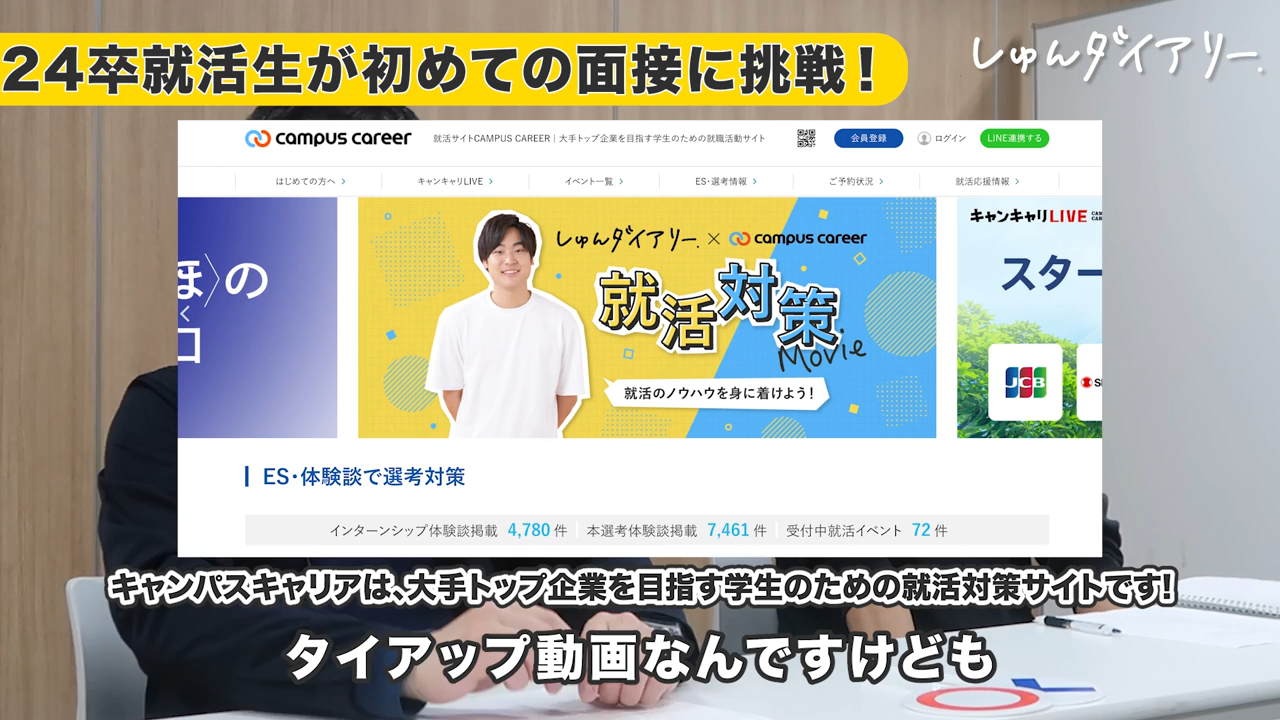 24卒就活生が初めての面接に挑戦！
しゅんダイアリー.
campus career
就活サイトCAMPUS CAREER｜大手トップ企業を目指す学生のための就職活動サイト
会員登録
ログイン
LINE連携する
はじめての方へ
キャンキャリLIVE
イベント一覧
ES・選考情報
ご予約状況
就活応援情報
ほ〉の
しゅんダイアリー. × campus career
就活対策
Movie
就活のノウハウを身に着けよう！
キャンキャリLIVE
スター
JCB
ES・体験談で選考対策
インターンシップ体験談掲載 4,780 件 本選考体験談掲載 7,461 件 受付中就活イベント 72 件
キャンパスキャリアは、大手トップ企業を目指す学生のための就活対策サイトです！
タイアップ動画なんですけども